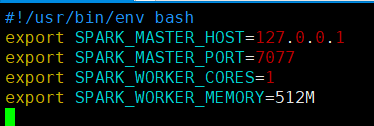 #!/usr/bin/env bash
export SPARK_MASTER_HOST=127.0.0.1
export SPARK_MASTER_PORT=7077
export SPARK_WORKER_CORES=1
export SPARK_WORKER_MEMORY=512M